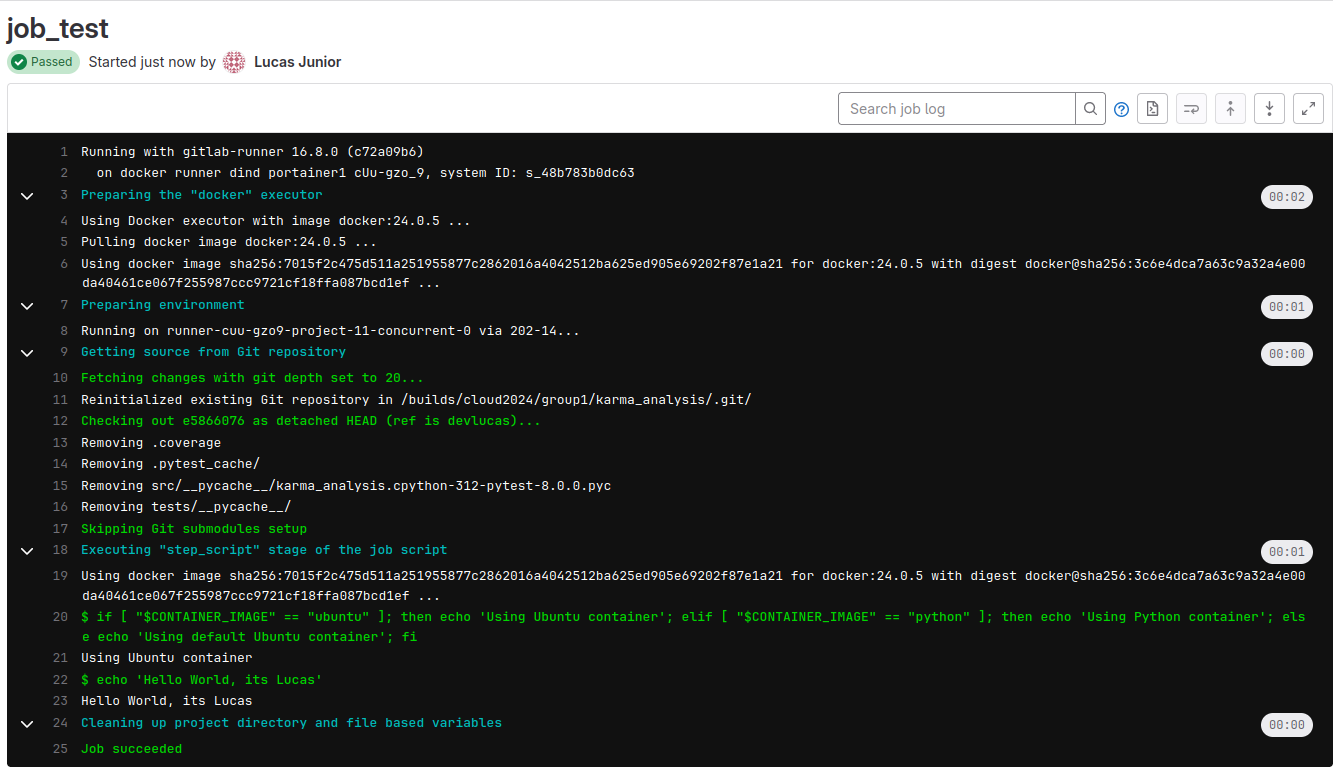 job_test
Passed Started just now by Lucas Junior
Search job log
1 Running with gitlab-runner 16.8.0 (c72a09b6)
2 on docker runner dind portainer1 cUu-gzo_9, system ID: s_48b783b0dc63
3 Preparing the "docker" executor 00:02
4 Using Docker executor with image docker:24.0.5 ...
5 Pulling docker image docker:24.0.5 ...
6 Using docker image sha256:7015f2c475d511a251955877c2862016a4042512ba625ed905e69202f87e1a21 for docker:24.0.5 with digest docker@sha256:3c6e4dca7a63c9a32a4e00
da40461ce067f255987ccc9721cf18ffa087bcd1ef ...
7 Preparing environment 00:01
8 Running on runner-cuu-gzo9-project-11-concurrent-0 via 202-14...
9 Getting source from Git repository 00:00
10 Fetching changes with git depth set to 20...
11 Reinitialized existing Git repository in /builds/cloud2024/group1/karma_analysis/.git/
12 Checking out e5866076 as detached HEAD (ref is devlucas)...
13 Removing .coverage
14 Removing .pytest_cache/
15 Removing src/__pycache__/karma_analysis.cpython-312-pytest-8.0.0.pyc
16 Removing tests/__pycache__/
17 Skipping Git submodules setup
18 Executing "step_script" stage of the job script 00:01
19 Using docker image sha256:7015f2c475d511a251955877c2862016a4042512ba625ed905e69202f87e1a21 for docker:24.0.5 with digest docker@sha256:3c6e4dca7a63c9a32a4e00
da40461ce067f255987ccc9721cf18ffa087bcd1ef ...
20 $ if [ "$CONTAINER_IMAGE" == "ubuntu" ]; then echo 'Using Ubuntu container'; elif [ "$CONTAINER_IMAGE" == "python" ]; then echo 'Using Python container'; els
e echo 'Using default Ubuntu container'; fi
21 Using Ubuntu container
22 $ echo 'Hello World, its Lucas'
23 Hello World, its Lucas
24 Cleaning up project directory and file based variables 00:00
25 Job succeeded